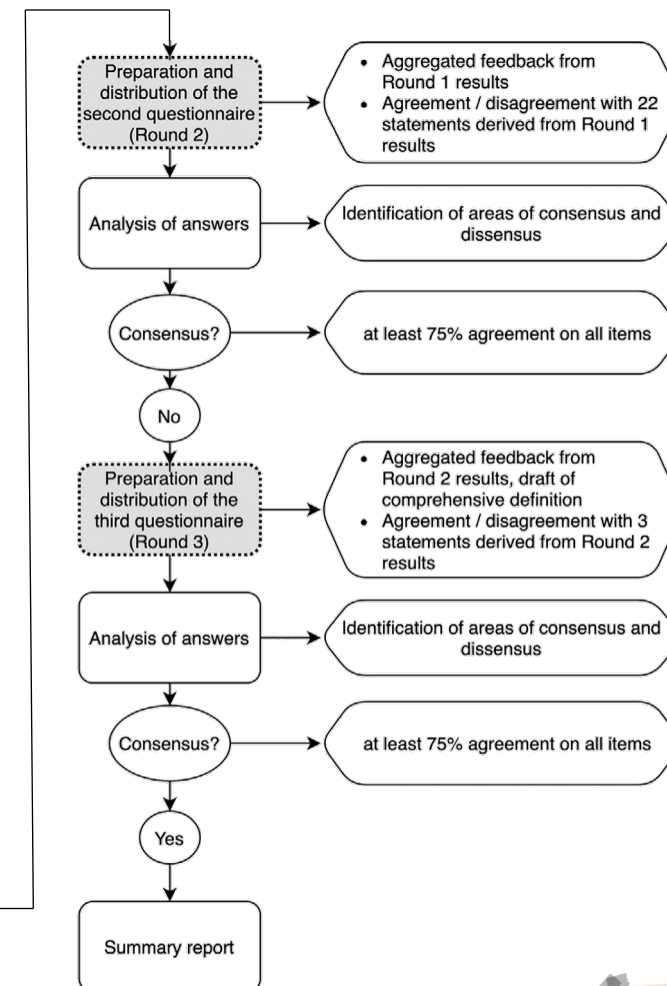 Preparation and
distribution of the
second questionnaire
(Round 2)
• Aggregated feedback from
Round 1 results
• Agreement / disagreement with 22
statements derived from Round 1
results
Analysis of answers
Identification of areas of consensus and
dissensus
Consensus?
at least 75% agreement on all items
No
Preparation and
distribution of the
third questionnaire
(Round 3)
• Aggregated feedback from
Round 2 results, draft of
comprehensive definition
• Agreement / disagreement with 3
statements derived from Round 2
results
Analysis of answers
Identification of areas of consensus and
dissensus
Consensus?
at least 75% agreement on all items
Yes
Summary report